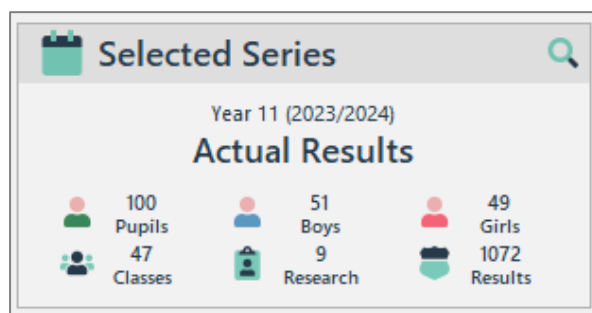 Selected Series
Year 11 (2023/2024)
Actual Results
100 51 49
Pupils Boys Girls
47 9 1072
Classes Research Results